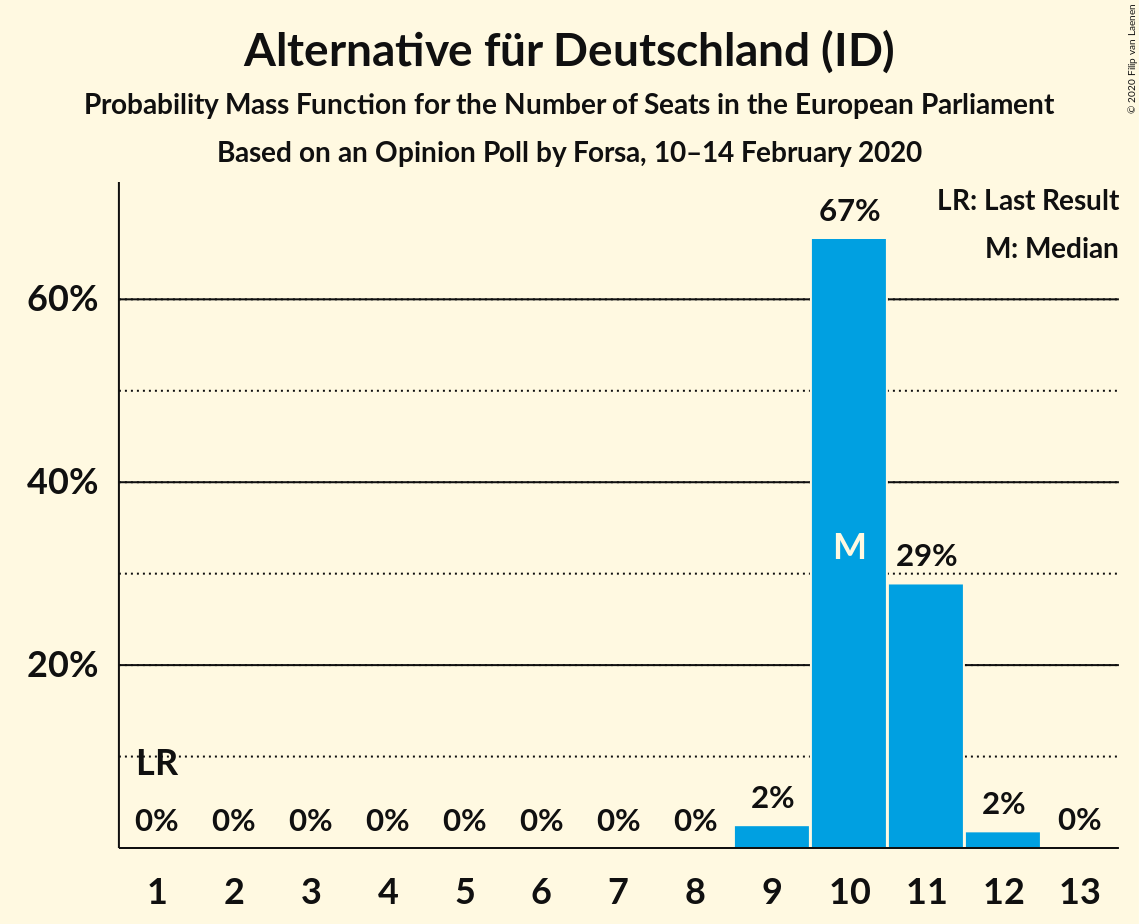 Alternative für Deutschland (ID)
Probability Mass Function for the Number of Seats in the European Parliament
Based on an Opinion Poll by Forsa, 10–14 February 2020
© 2020 Filip van Laenen
LR: Last Result
M: Median
67%
60%
40%
M
29%
20%
LR
0% 0% 0% 0% 0% 0% 0% 0% 2% 2% 0%
1 2 3 4 5 6 7 8 9 10 11 12 13